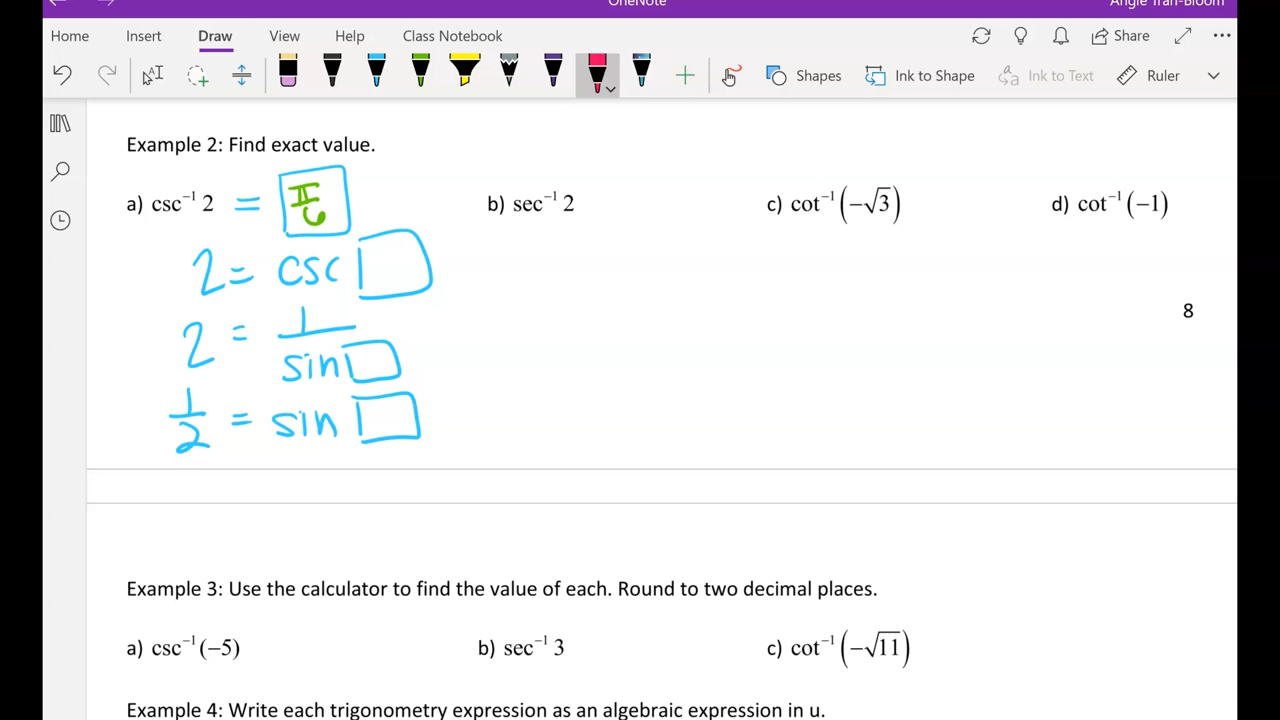 OneNote
Angie Tran-Bloom
Home Insert Draw View Help Class Notebook Share
Shapes Ink to Shape Ink to Text Ruler
Example 2: Find exact value.
a) csc⁻¹ 2 = π/6 b) sec⁻¹ 2 c) cot⁻¹(−√3) d) cot⁻¹(−1)
2 = csc
8
2 = 1/sin
1/2 = sin
Example 3: Use the calculator to find the value of each. Round to two decimal places.
a) csc⁻¹(−5) b) sec⁻¹ 3 c) cot⁻¹(−√11)
Example 4: Write each trigonometry expression as an algebraic expression in u.